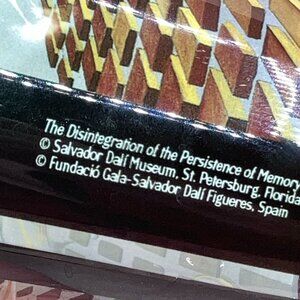 The Disintegration of the Persistence of Memory,
© Salvador Dalí Museum, St. Petersburg, Florida
© Fundació Gala-Salvador Dalí Figueres, Spain